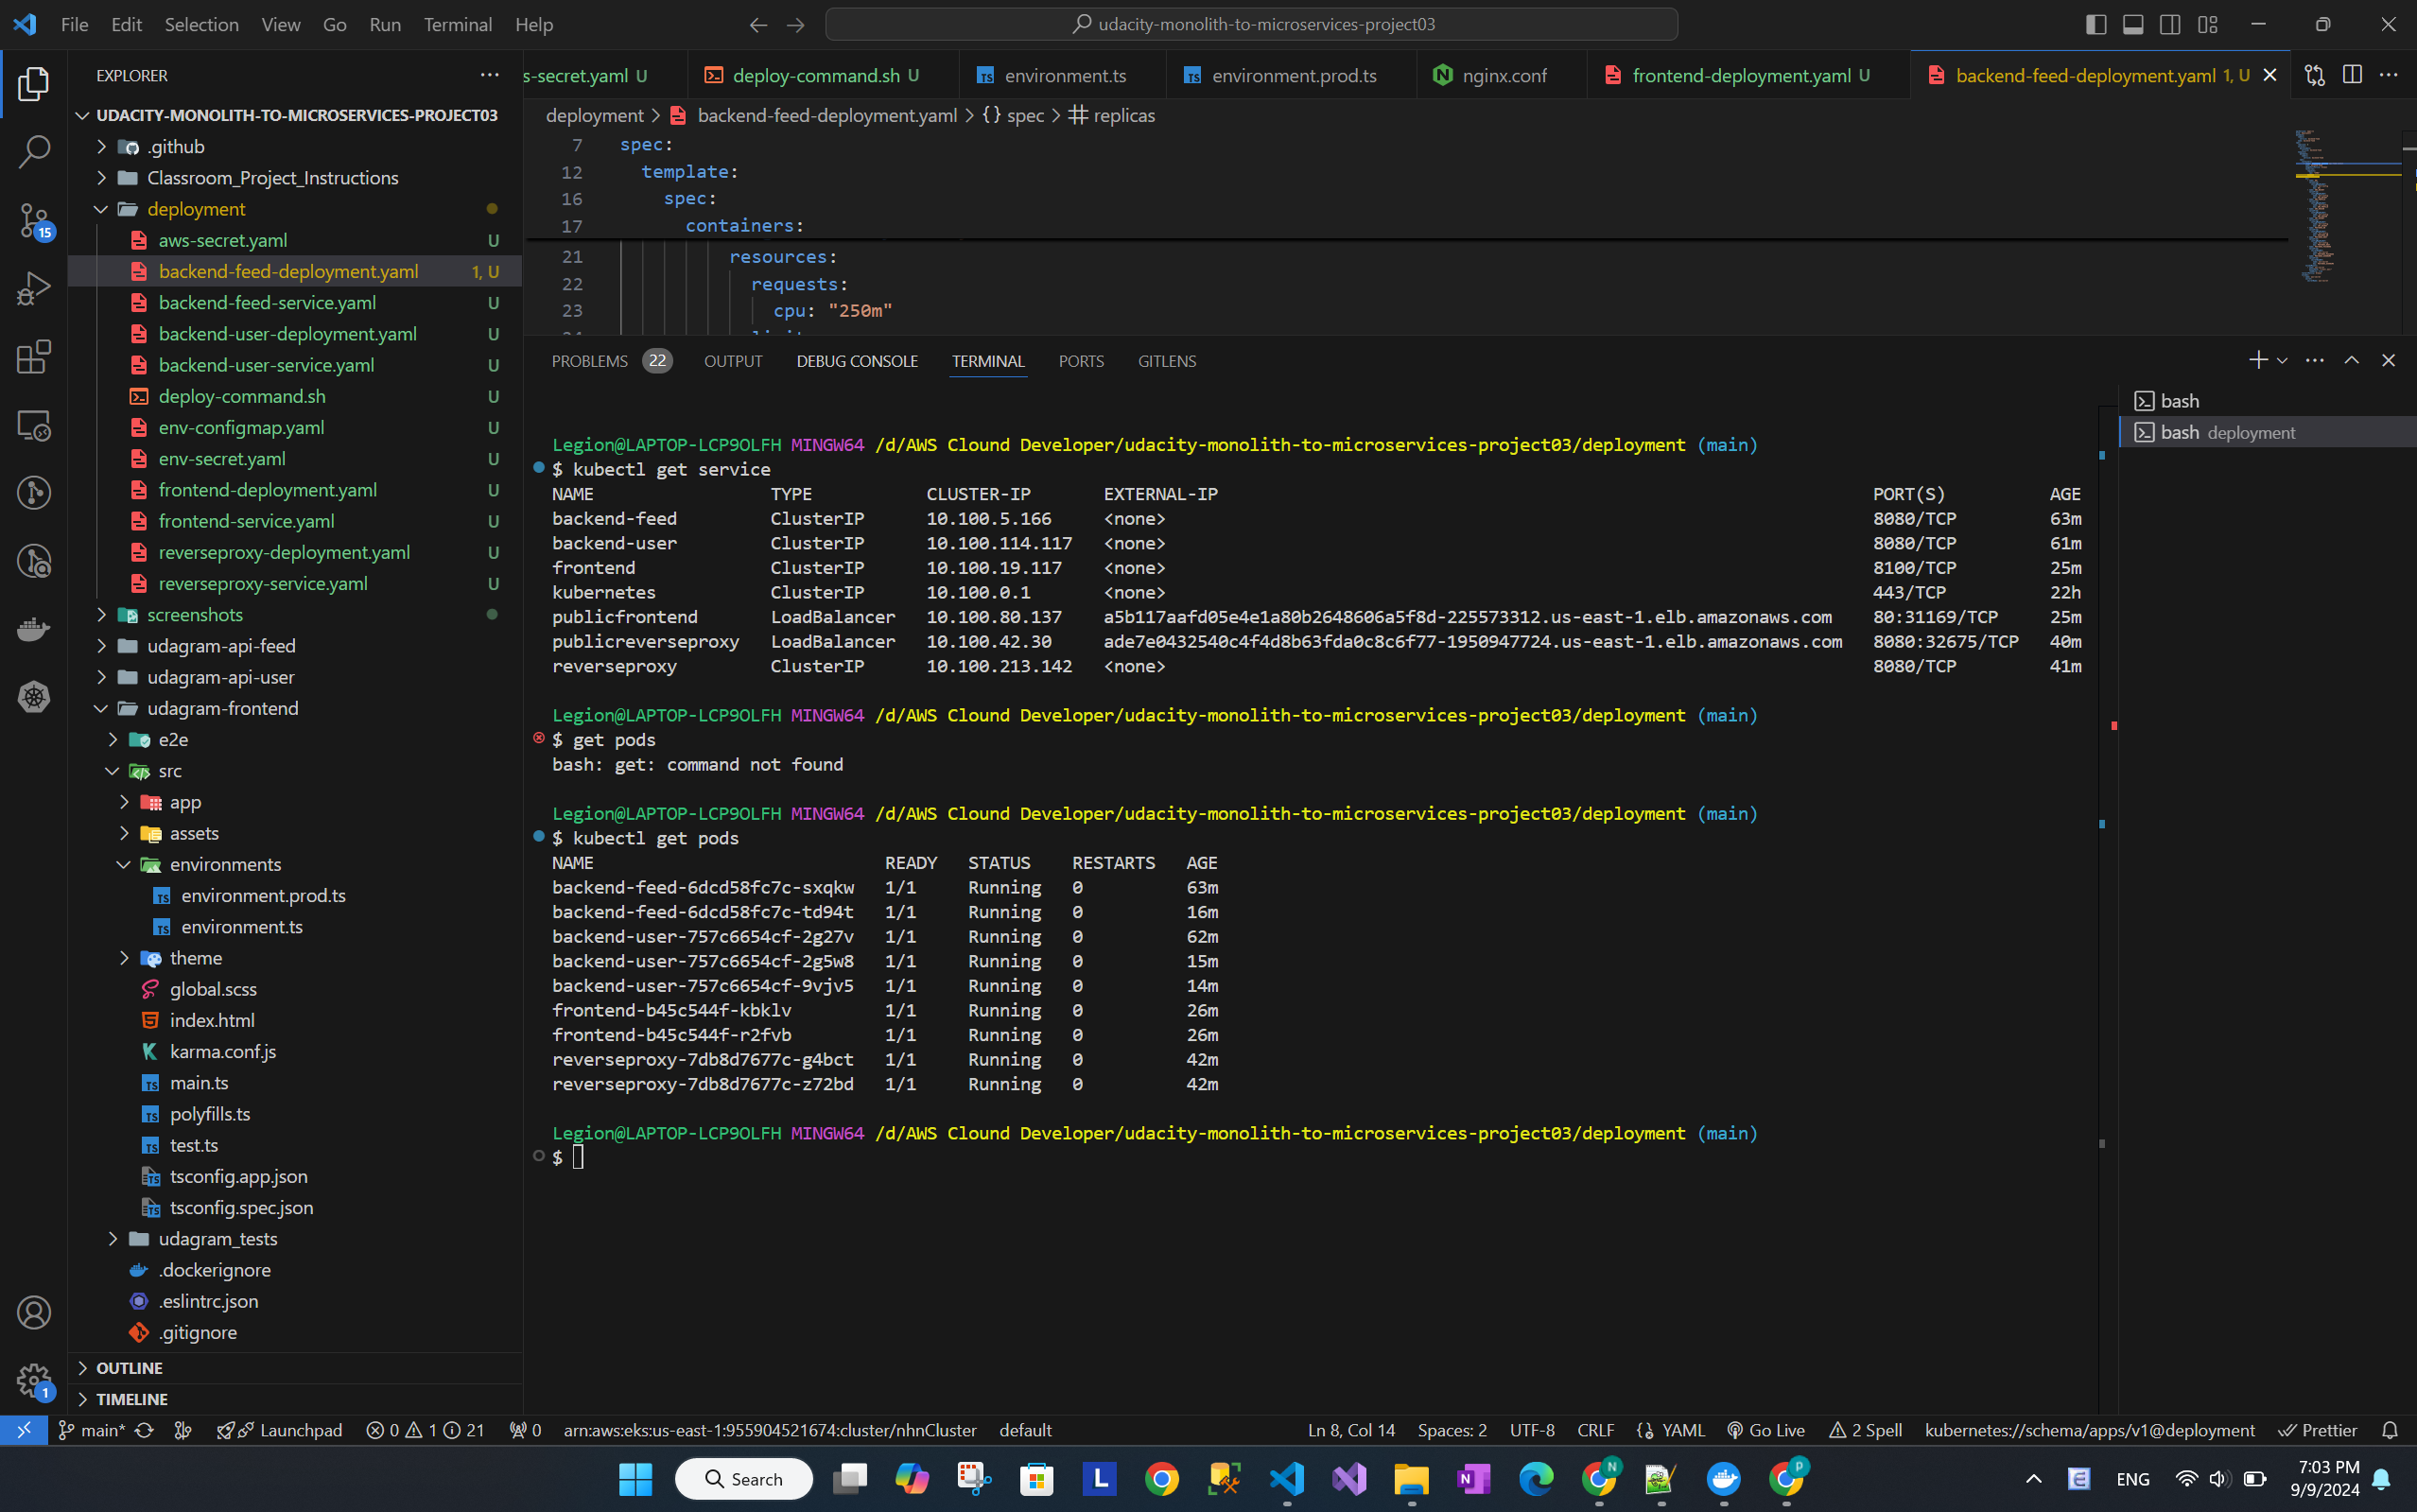 File Edit Selection View Go Run Terminal Help
udacity-monolith-to-microservices-project03
EXPLORER
s-secret.yaml U
deploy-command.sh U
environment.ts
environment.prod.ts
nginx.conf
frontend-deployment.yaml U
backend-feed-deployment.yaml 1, U
UDACITY-MONOLITH-TO-MICROSERVICES-PROJECT03
.github
Classroom_Project_Instructions
deployment
aws-secret.yaml U
backend-feed-deployment.yaml 1, U
backend-feed-service.yaml U
backend-user-deployment.yaml U
backend-user-service.yaml U
deploy-command.sh U
env-configmap.yaml U
env-secret.yaml U
frontend-deployment.yaml U
frontend-service.yaml U
reverseproxy-deployment.yaml U
reverseproxy-service.yaml U
screenshots
udagram-api-feed
udagram-api-user
udagram-frontend
e2e
src
app
assets
environments
environment.prod.ts
environment.ts
theme
global.scss
index.html
karma.conf.js
main.ts
polyfills.ts
test.ts
tsconfig.app.json
tsconfig.spec.json
udagram_tests
.dockerignore
.eslintrc.json
.gitignore
OUTLINE
TIMELINE
15
1
deployment > backend-feed-deployment.yaml > {} spec > # replicas
7 spec:
12 template:
16 spec:
17 containers:
21 resources:
22 requests:
23 cpu: "250m"
PROBLEMS 22 OUTPUT DEBUG CONSOLE TERMINAL PORTS GITLENS
bash
bash deployment
Legion@LAPTOP-LCP9OLFH MINGW64 /d/AWS Clound Developer/udacity-monolith-to-microservices-project03/deployment (main)
$ kubectl get service
NAME TYPE CLUSTER-IP EXTERNAL-IP PORT(S) AGE
backend-feed ClusterIP 10.100.5.166 <none> 8080/TCP 63m
backend-user ClusterIP 10.100.114.117 <none> 8080/TCP 61m
frontend ClusterIP 10.100.19.117 <none> 8100/TCP 25m
kubernetes ClusterIP 10.100.0.1 <none> 443/TCP 22h
publicfrontend LoadBalancer 10.100.80.137 a5b117aafd05e4e1a80b2648606a5f8d-225573312.us-east-1.elb.amazonaws.com 80:31169/TCP 25m
publicreverseproxy LoadBalancer 10.100.42.30 ade7e0432540c4f4d8b63fda0c8c6f77-1950947724.us-east-1.elb.amazonaws.com 8080:32675/TCP 40m
reverseproxy ClusterIP 10.100.213.142 <none> 8080/TCP 41m
Legion@LAPTOP-LCP9OLFH MINGW64 /d/AWS Clound Developer/udacity-monolith-to-microservices-project03/deployment (main)
$ get pods
bash: get: command not found
Legion@LAPTOP-LCP9OLFH MINGW64 /d/AWS Clound Developer/udacity-monolith-to-microservices-project03/deployment (main)
$ kubectl get pods
NAME READY STATUS RESTARTS AGE
backend-feed-6dcd58fc7c-sxqkw 1/1 Running 0 63m
backend-feed-6dcd58fc7c-td94t 1/1 Running 0 16m
backend-user-757c6654cf-2g27v 1/1 Running 0 62m
backend-user-757c6654cf-2g5w8 1/1 Running 0 15m
backend-user-757c6654cf-9vjv5 1/1 Running 0 14m
frontend-b45c544f-kbklv 1/1 Running 0 26m
frontend-b45c544f-r2fvb 1/1 Running 0 26m
reverseproxy-7db8d7677c-g4bct 1/1 Running 0 42m
reverseproxy-7db8d7677c-z72bd 1/1 Running 0 42m
Legion@LAPTOP-LCP9OLFH MINGW64 /d/AWS Clound Developer/udacity-monolith-to-microservices-project03/deployment (main)
$
main* Launchpad 0 1 21 0 arn:aws:eks:us-east-1:955904521674:cluster/nhnCluster default Ln 8, Col 14 Spaces: 2 UTF-8 CRLF {} YAML Go Live 2 Spell kubernetes://schema/apps/v1@deployment Prettier
Search
ENG
7:03 PM
9/9/2024